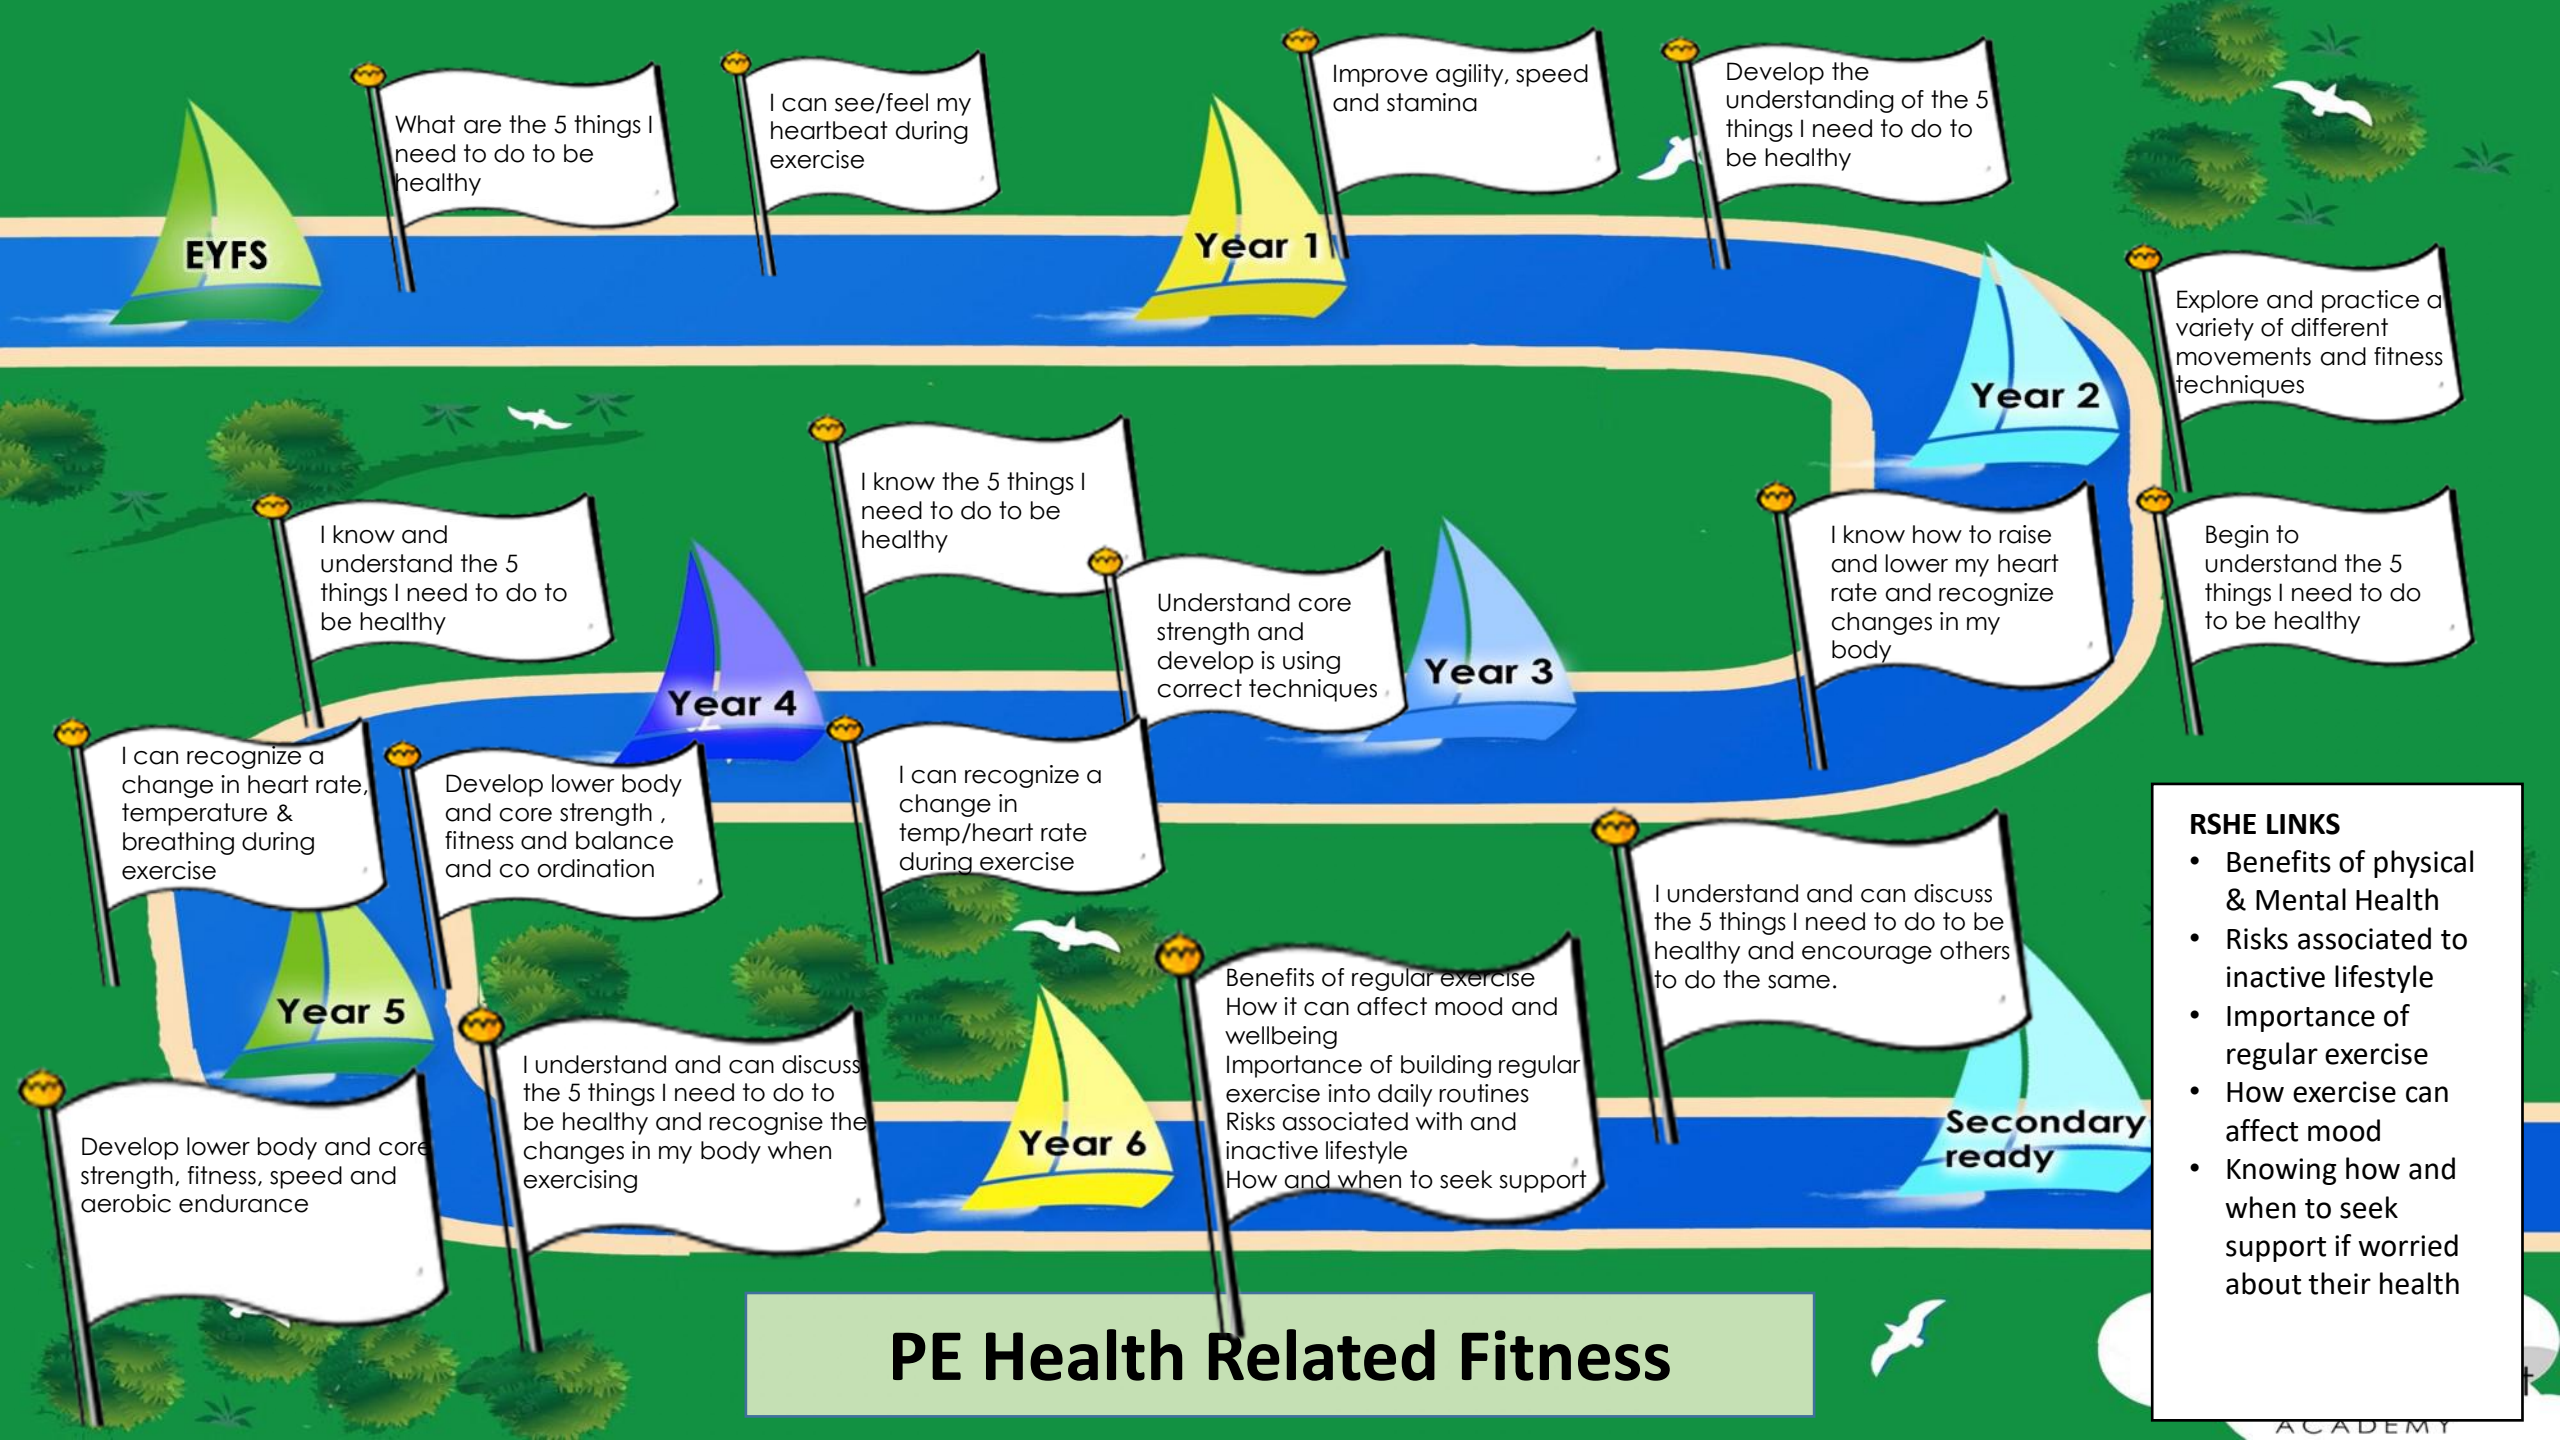 EYFS
What are the 5 things I
need to do to be
healthy
I can see/feel my
heartbeat during
exercise
Year 1
Improve agility, speed
and stamina
Develop the
understanding of the 5
things I need to do to
be healthy
Year 2
Explore and practice a
variety of different
movements and fitness
techniques
Begin to
understand the 5
things I need to do
to be healthy
I know how to raise
and lower my heart
rate and recognize
changes in my
body
Year 3
Understand core
strength and
develop is using
correct techniques
I know the 5 things I
need to do to be
healthy
I can recognize a
change in
temp/heart rate
during exercise
Year 4
I know and
understand the 5
things I need to do to
be healthy
Develop lower body
and core strength ,
fitness and balance
and co ordination
I can recognize a
change in heart rate,
temperature &
breathing during
exercise
Year 5
Develop lower body and core
strength, fitness, speed and
aerobic endurance
I understand and can discuss
the 5 things I need to do to
be healthy and recognise the
changes in my body when
exercising
Year 6
Benefits of regular exercise
How it can affect mood and
wellbeing
Importance of building regular
exercise into daily routines
Risks associated with and
inactive lifestyle
How and when to seek support
I understand and can discuss
the 5 things I need to do to be
healthy and encourage others
to do the same.
Secondary
ready
RSHE LINKS
• Benefits of physical
& Mental Health
• Risks associated to
inactive lifestyle
• Importance of
regular exercise
• How exercise can
affect mood
• Knowing how and
when to seek
support if worried
about their health
PE Health Related Fitness
ACADEMY